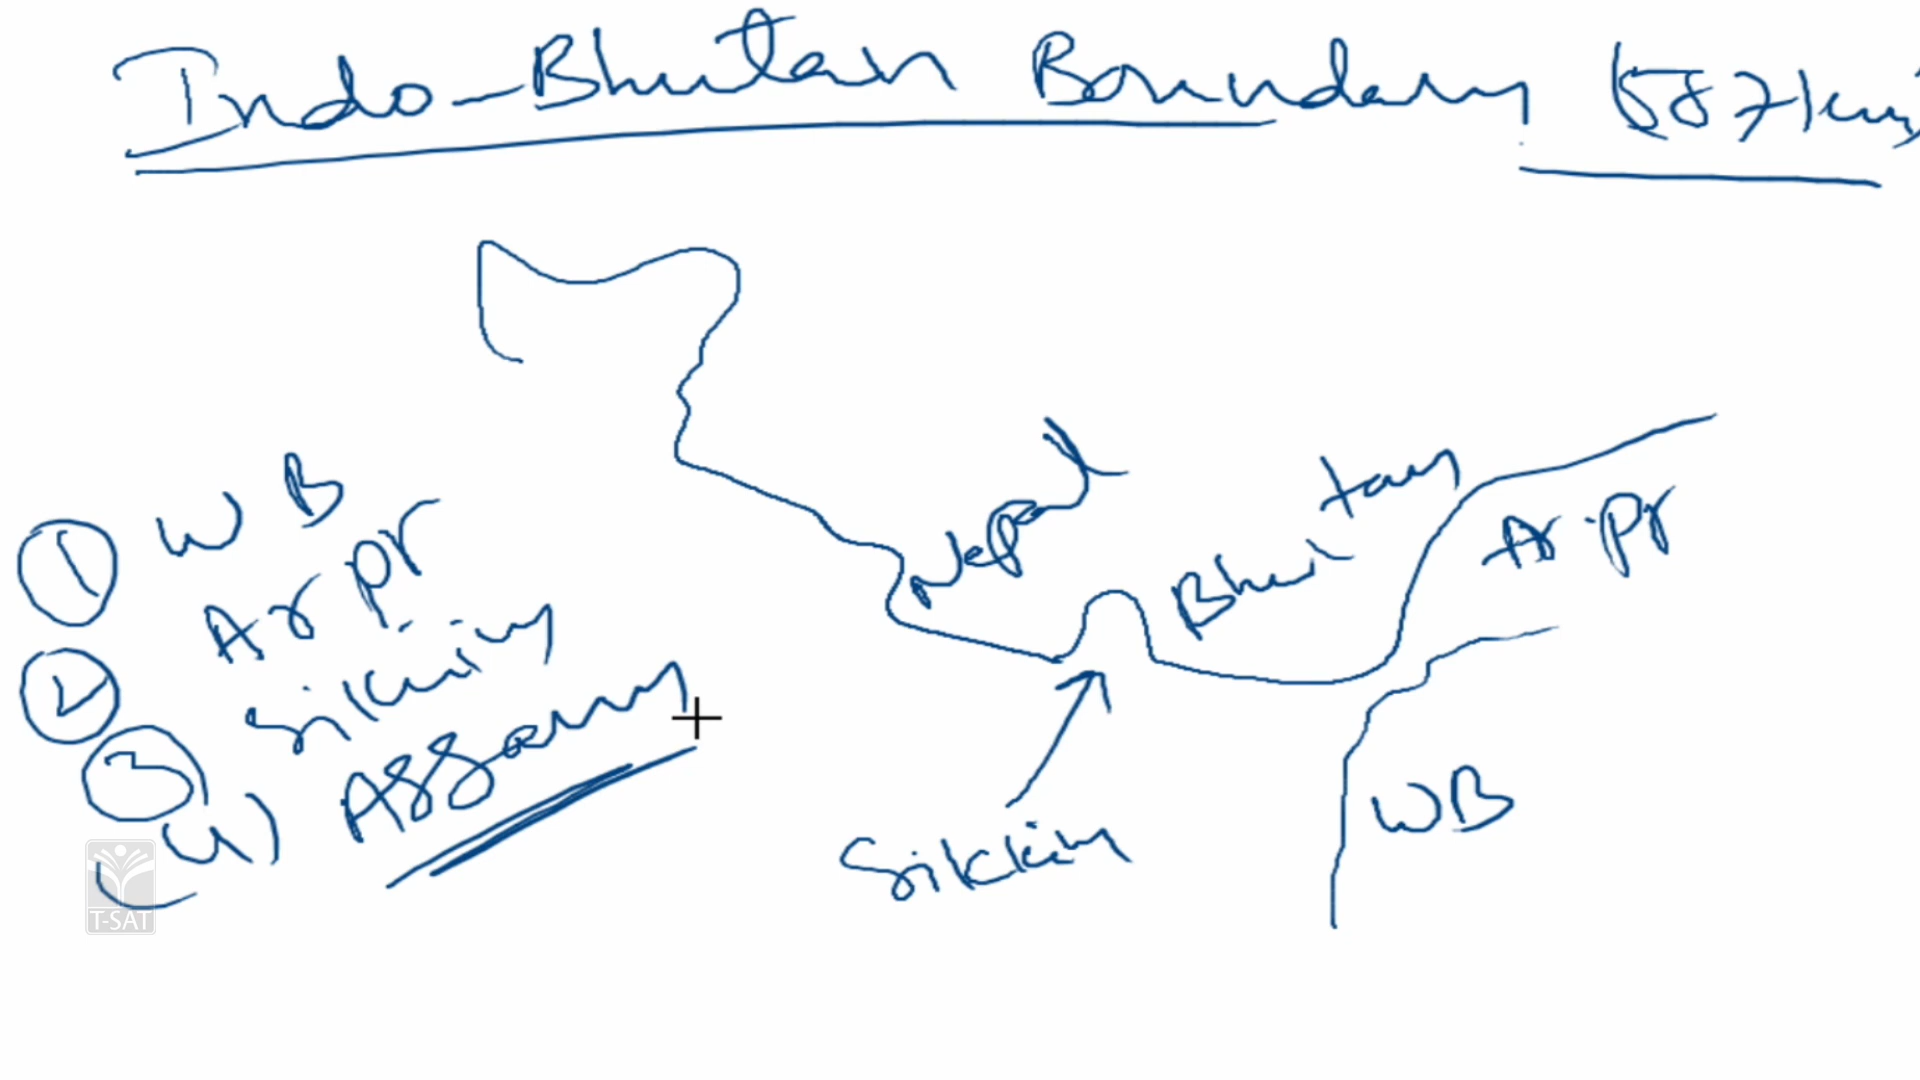 Indo-Bhutan Boundary (587km)
Nepal
Bhutan
Ar.pr
① WB
② Ar pr
③ Sikkim
4) Assam
Sikkim
WB
T-SAT